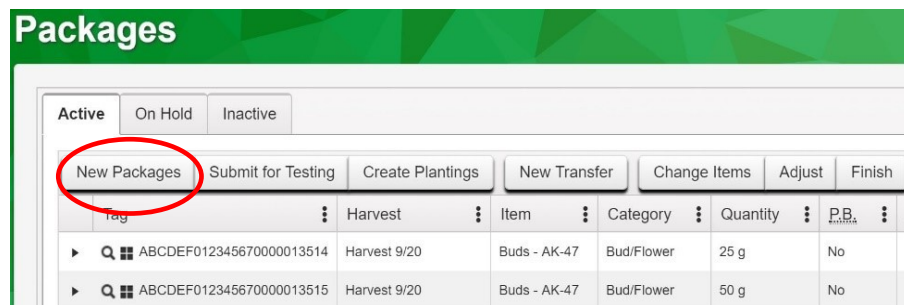 Packages
Active On Hold Inactive
New Packages Submit for Testing Create Plantings New Transfer Change Items Adjust Finish
Tag Harvest Item Category Quantity P.B.
ABCDEF012345670000013514 Harvest 9/20 Buds - AK-47 Bud/Flower 25 g No
ABCDEF012345670000013515 Harvest 9/20 Buds - AK-47 Bud/Flower 50 g No